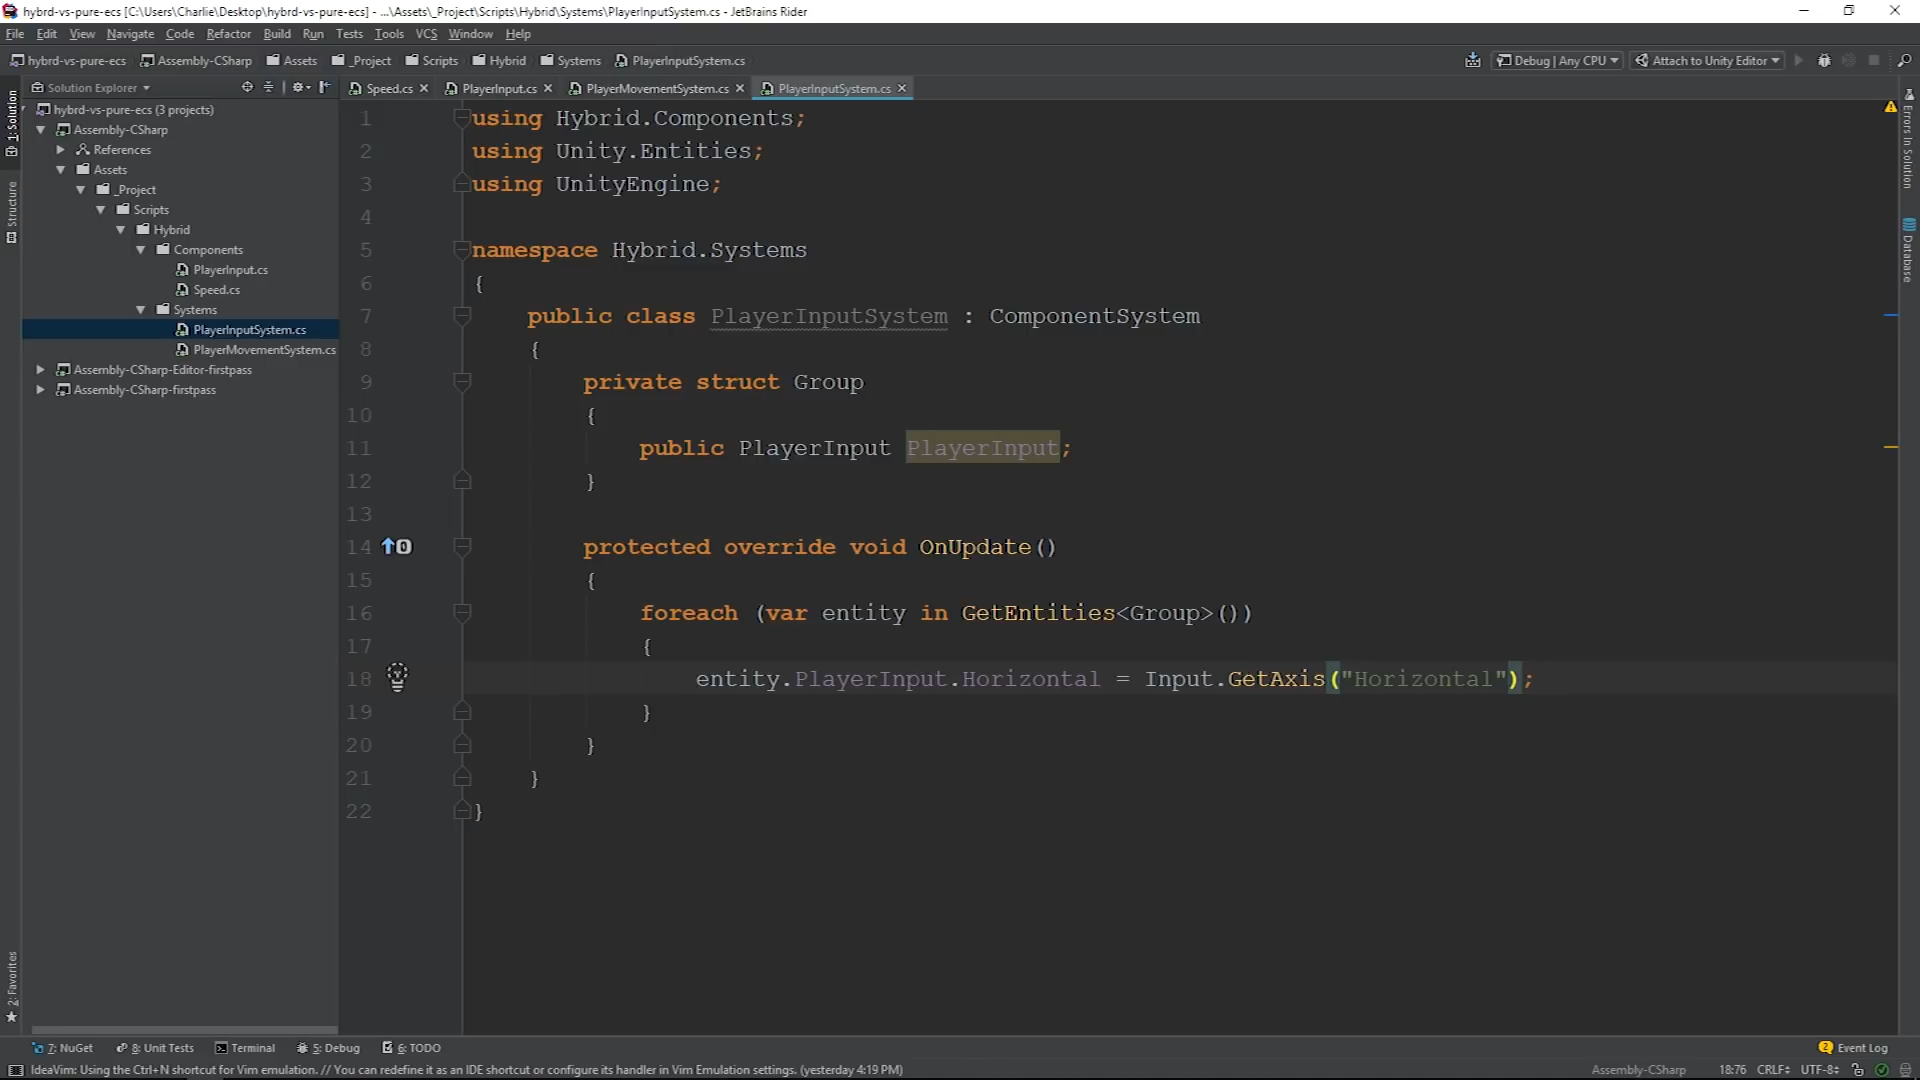 hybrd-vs-pure-ecs [C:\Users\Charlie\Desktop\hybrd-vs-pure-ecs] - ...\Assets\_Project\Scripts\Hybrid\Systems\PlayerInputSystem.cs - JetBrains Rider
File Edit View Navigate Code Refactor Build Run Tests Tools VCS Window Help
hybrd-vs-pure-ecs Assembly-CSharp Assets _Project Scripts Hybrid Systems PlayerInputSystem.cs Debug | Any CPU Attach to Unity Editor
Solution Explorer
Speed.cs PlayerInput.cs PlayerMovementSystem.cs PlayerInputSystem.cs
1: Solution
Structure
2: Favorites
hybrd-vs-pure-ecs (3 projects)
Assembly-CSharp
References
Assets
_Project
Scripts
Hybrid
Components
PlayerInput.cs
Speed.cs
Systems
PlayerInputSystem.cs
PlayerMovementSystem.cs
Assembly-CSharp-Editor-firstpass
Assembly-CSharp-firstpass
1 using Hybrid.Components;
2 using Unity.Entities;
3 using UnityEngine;
4
5 namespace Hybrid.Systems
6 {
7 public class PlayerInputSystem : ComponentSystem
8 {
9 private struct Group
10 {
11 public PlayerInput PlayerInput;
12 }
13
14 protected override void OnUpdate()
15 {
16 foreach (var entity in GetEntities<Group>())
17 {
18 entity.PlayerInput.Horizontal = Input.GetAxis("Horizontal");
19 }
20 }
21 }
22 }
Errors In Solution
Database
7: NuGet 8: Unit Tests Terminal 5: Debug 6: TODO 2 Event Log
IdeaVim: Using the Ctrl+N shortcut for Vim emulation. // You can redefine it as an IDE shortcut or configure its handler in Vim Emulation settings. (yesterday 4:19 PM) Assembly-CSharp 18:76 CRLF UTF-8